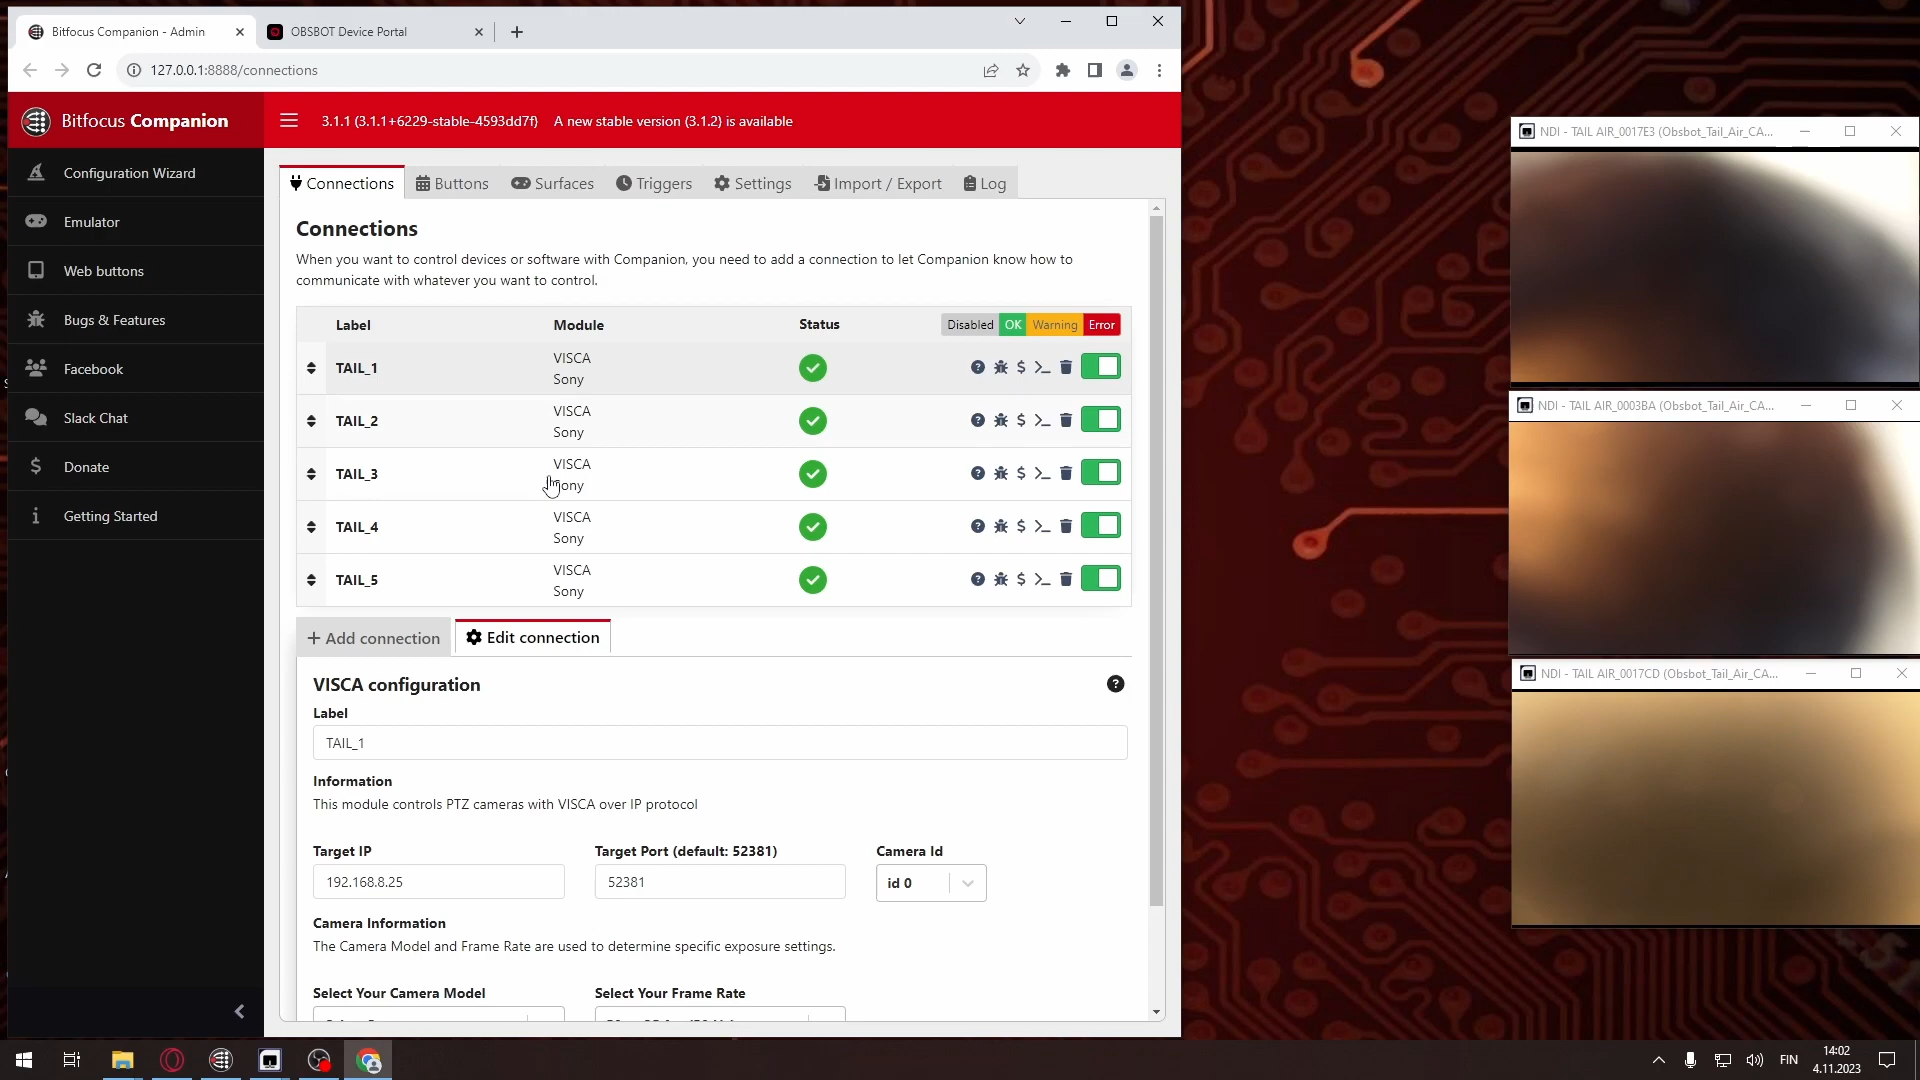 Bitfocus Companion - Admin
OBSBOT Device Portal
127.0.0.1:8888/connections
Bitfocus Companion
3.1.1 (3.1.1+6229-stable-4593dd7f) A new stable version (3.1.2) is available
Configuration Wizard
Emulator
Web buttons
Bugs & Features
Facebook
Slack Chat
Donate
Getting Started
Connections
Buttons
Surfaces
Triggers
Settings
Import / Export
Log
Connections
When you want to control devices or software with Companion, you need to add a connection to let Companion know how to
communicate with whatever you want to control.
Label Module Status Disabled OK Warning Error
TAIL_1 VISCA
Sony
TAIL_2 VISCA
Sony
TAIL_3 VISCA
Sony
TAIL_4 VISCA
Sony
TAIL_5 VISCA
Sony
Add connection
Edit connection
VISCA configuration
Label
TAIL_1
Information
This module controls PTZ cameras with VISCA over IP protocol
Target IP Target Port (default: 52381) Camera Id
192.168.8.25 52381 id 0
Camera Information
The Camera Model and Frame Rate are used to determine specific exposure settings.
Select Your Camera Model Select Your Frame Rate
NDI - TAIL AIR_0017E3 (Obsbot_Tail_Air_CA...
NDI - TAIL AIR_0003BA (Obsbot_Tail_Air_CA...
NDI - TAIL AIR_0017CD (Obsbot_Tail_Air_CA...
FIN
14:02
4.11.2023